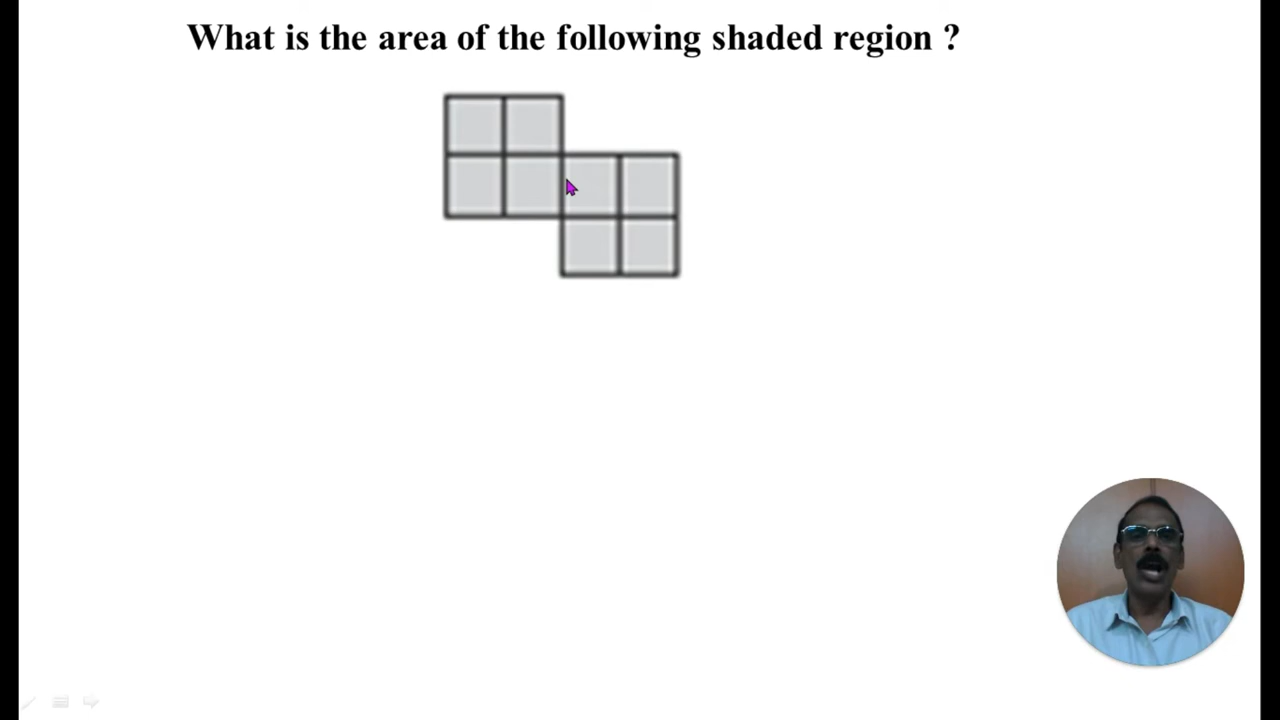 What is the area of the following shaded region ?